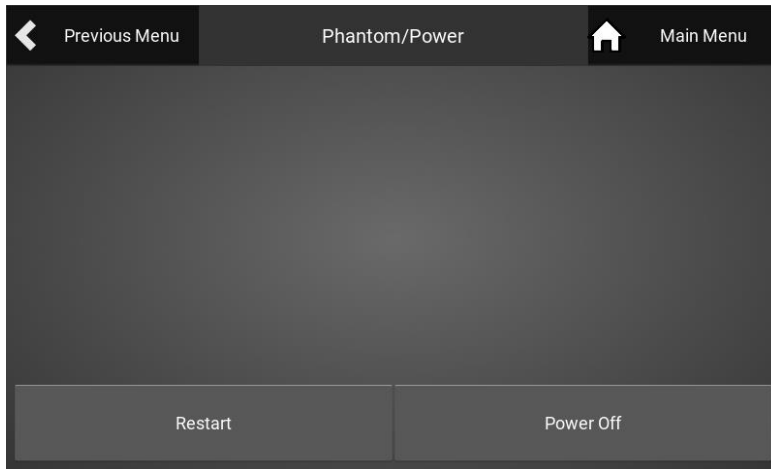 Previous Menu
Phantom/Power
Main Menu
Restart
Power Off